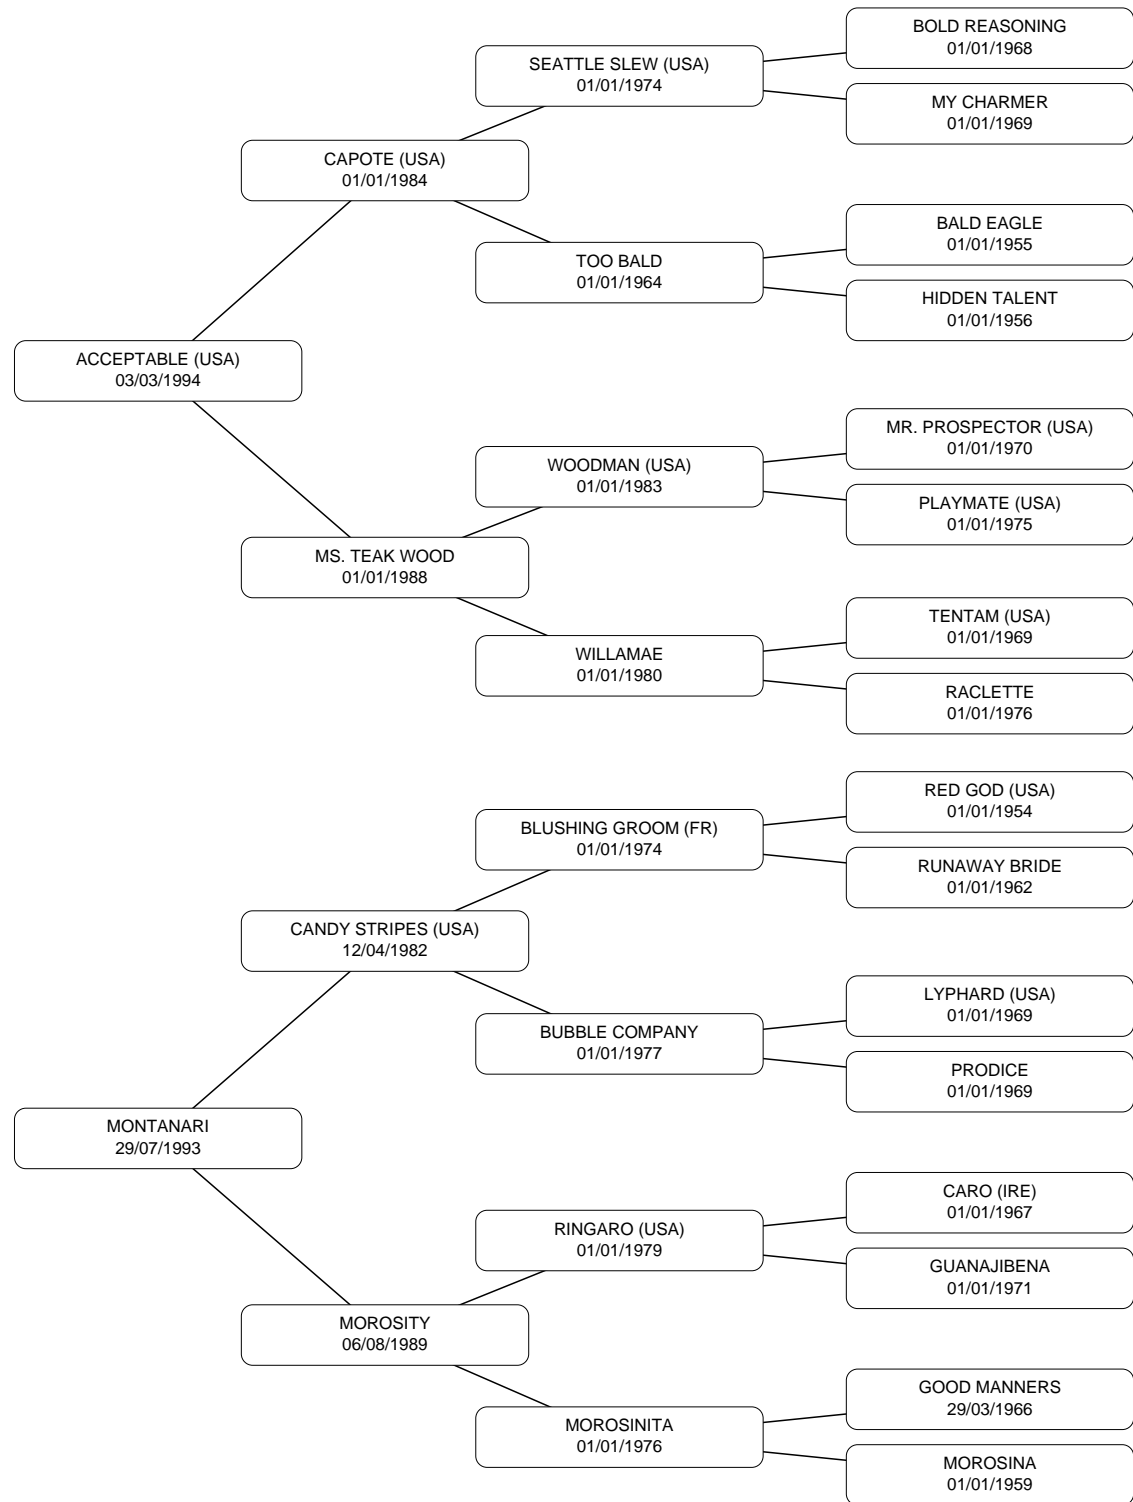 BOLD REASONING
01/01/1968
SEATTLE SLEW (USA)
01/01/1974
MY CHARMER
01/01/1969
CAPOTE (USA)
01/01/1984
BALD EAGLE
01/01/1955
TOO BALD
01/01/1964
HIDDEN TALENT
01/01/1956
ACCEPTABLE (USA)
03/03/1994
MR. PROSPECTOR (USA)
01/01/1970
WOODMAN (USA)
01/01/1983
PLAYMATE (USA)
01/01/1975
MS. TEAK WOOD
01/01/1988
TENTAM (USA)
01/01/1969
WILLAMAE
01/01/1980
RACLETTE
01/01/1976
RED GOD (USA)
01/01/1954
BLUSHING GROOM (FR)
01/01/1974
RUNAWAY BRIDE
01/01/1962
CANDY STRIPES (USA)
12/04/1982
LYPHARD (USA)
01/01/1969
BUBBLE COMPANY
01/01/1977
PRODICE
01/01/1969
MONTANARI
29/07/1993
CARO (IRE)
01/01/1967
RINGARO (USA)
01/01/1979
GUANAJIBENA
01/01/1971
MOROSITY
06/08/1989
GOOD MANNERS
29/03/1966
MOROSINITA
01/01/1976
MOROSINA
01/01/1959